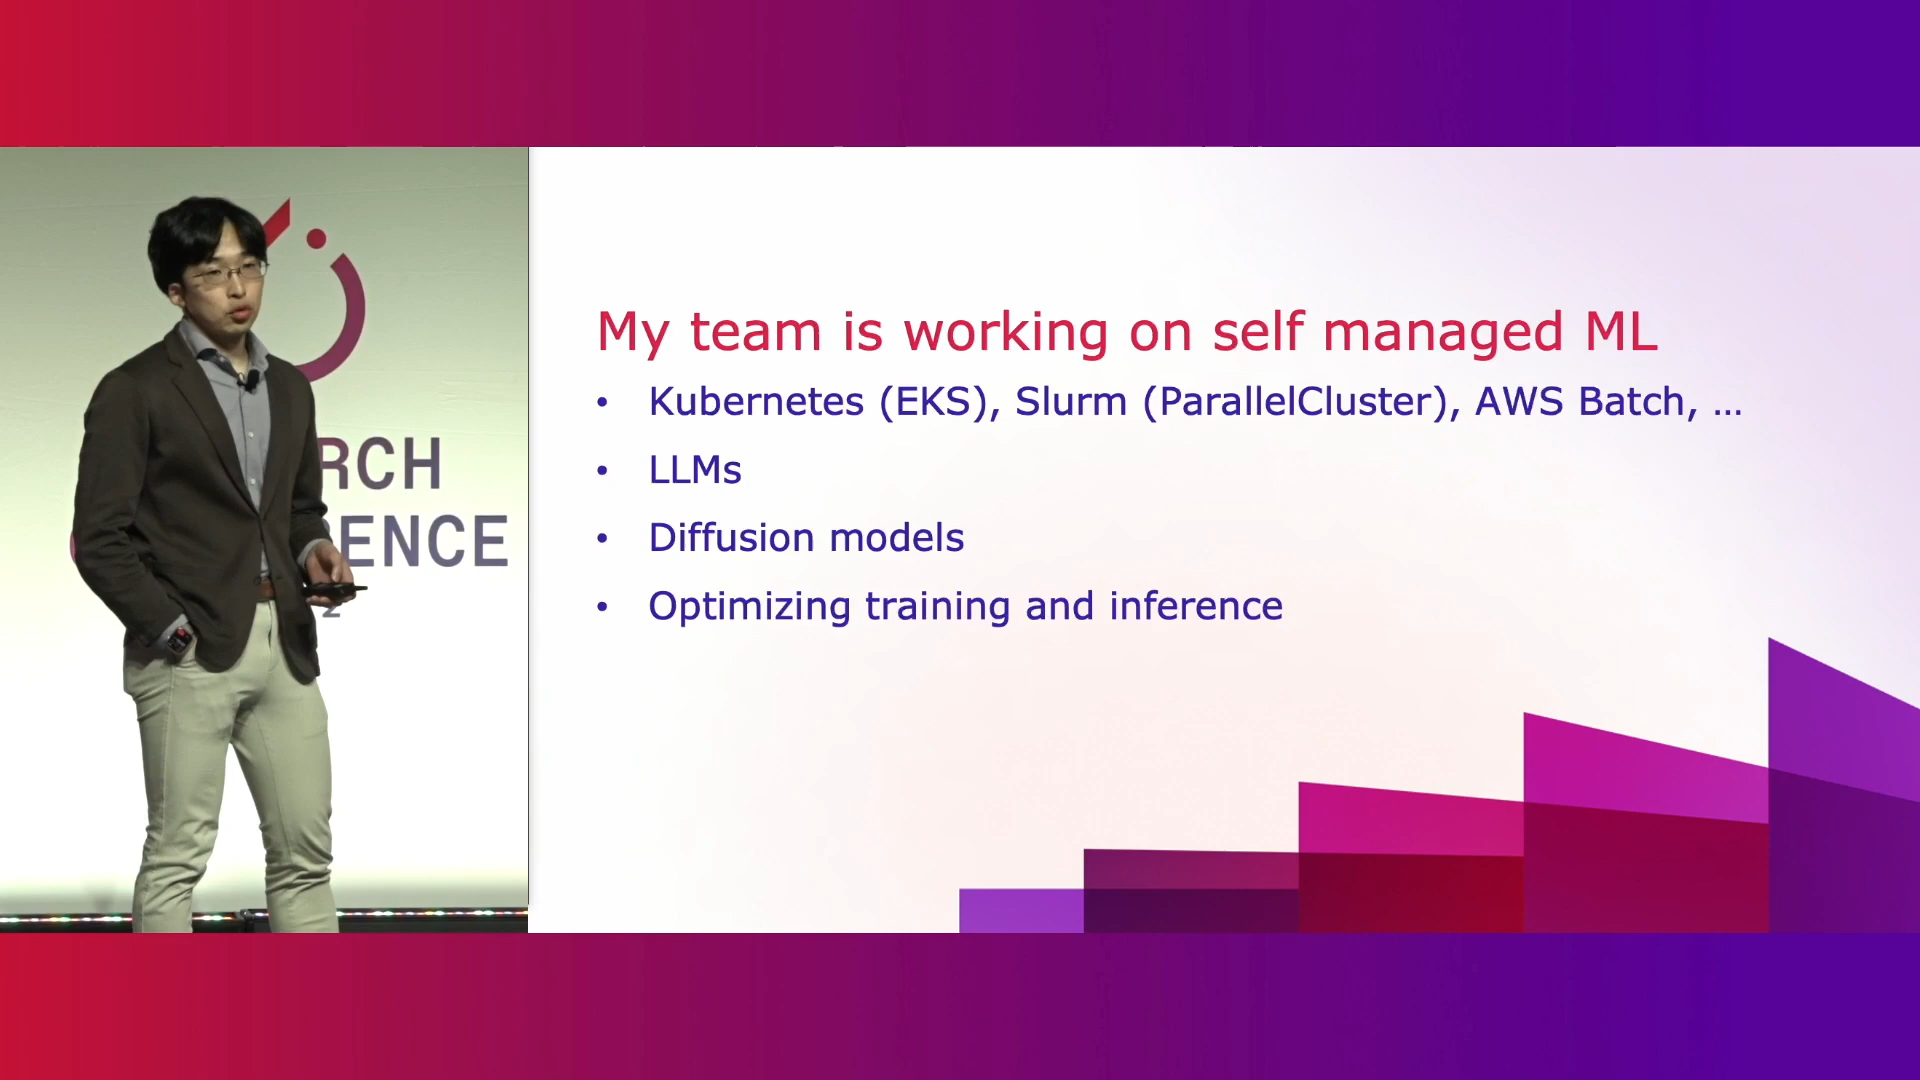 My team is working on self managed ML
• Kubernetes (EKS), Slurm (ParallelCluster), AWS Batch, ...
• LLMs
• Diffusion models
• Optimizing training and inference
RCH
ENCE
2